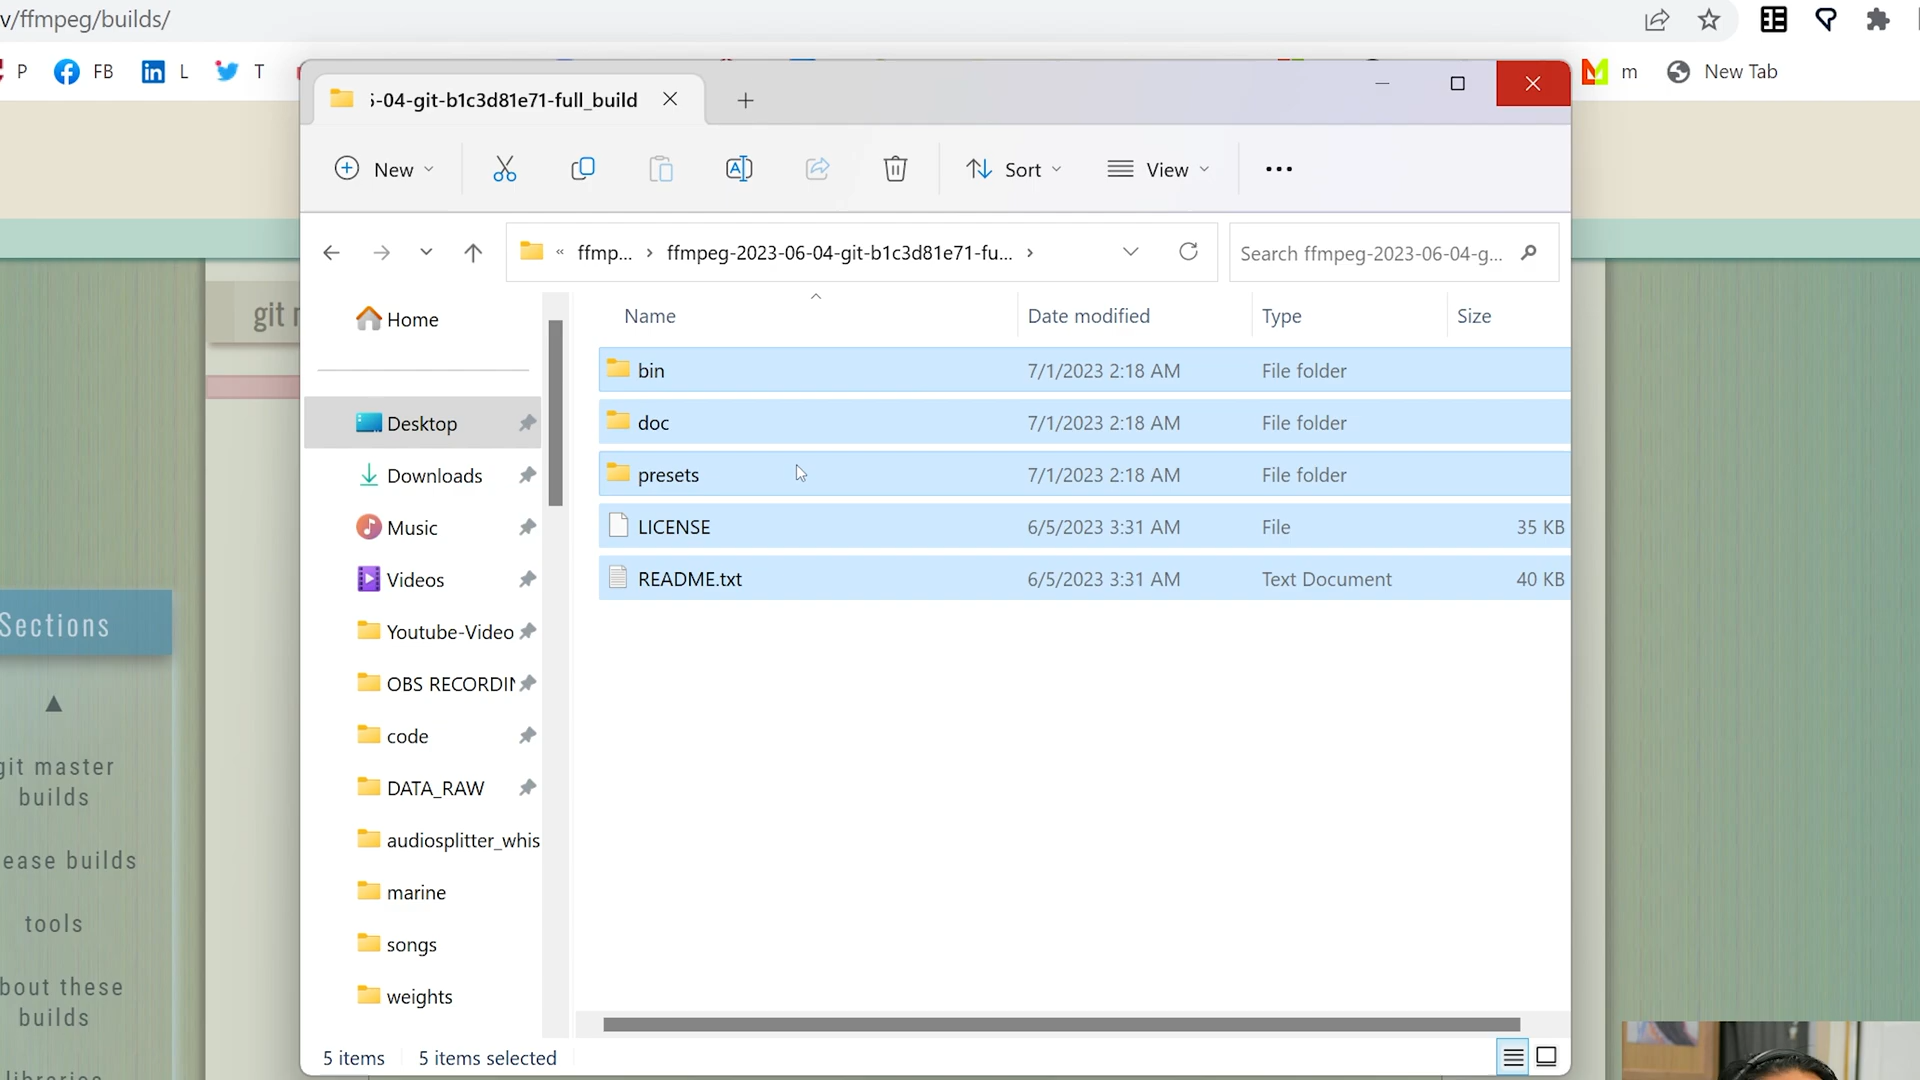 v/ffmpeg/builds/
P FB L T m New Tab
5-04-git-b1c3d81e71-full_build
New Sort View
« ffmp... › ffmpeg-2023-06-04-git-b1c3d81e71-fu... ›
Search ffmpeg-2023-06-04-g...
git
Home
Desktop
Downloads
Music
Videos
Youtube-Video
OBS RECORDIN
code
DATA_RAW
audiosplitter_whis
marine
songs
weights
Name Date modified Type Size
bin 7/1/2023 2:18 AM File folder
doc 7/1/2023 2:18 AM File folder
presets 7/1/2023 2:18 AM File folder
LICENSE 6/5/2023 3:31 AM File 35 KB
README.txt 6/5/2023 3:31 AM Text Document 40 KB
5 items 5 items selected
Sections
git master
builds
ease builds
tools
bout these
builds